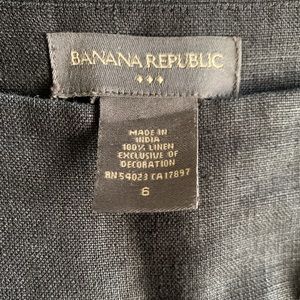 BANANA REPUBLIC
MADE IN
INDIA
100% LINEN
EXCLUSIVE OF
DECORATION
RN 54023 CA17897
6